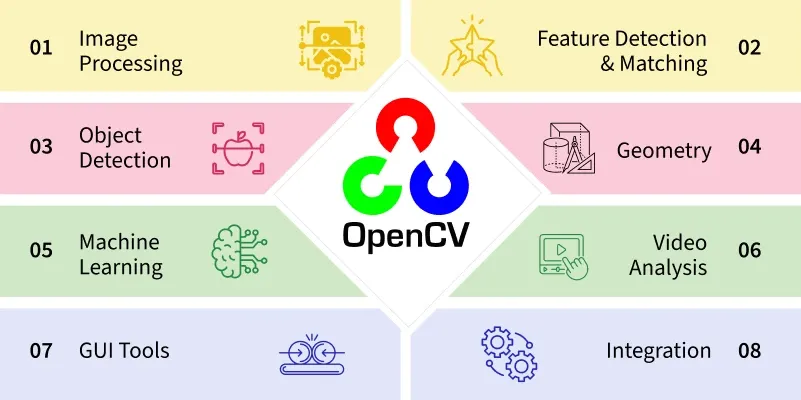 01
Image
Processing
Feature Detection
& Matching
02
03
Object
Detection
Geometry
04
OpenCV
05
Machine
Learning
Video
Analysis
06
07
GUI Tools
Integration
08